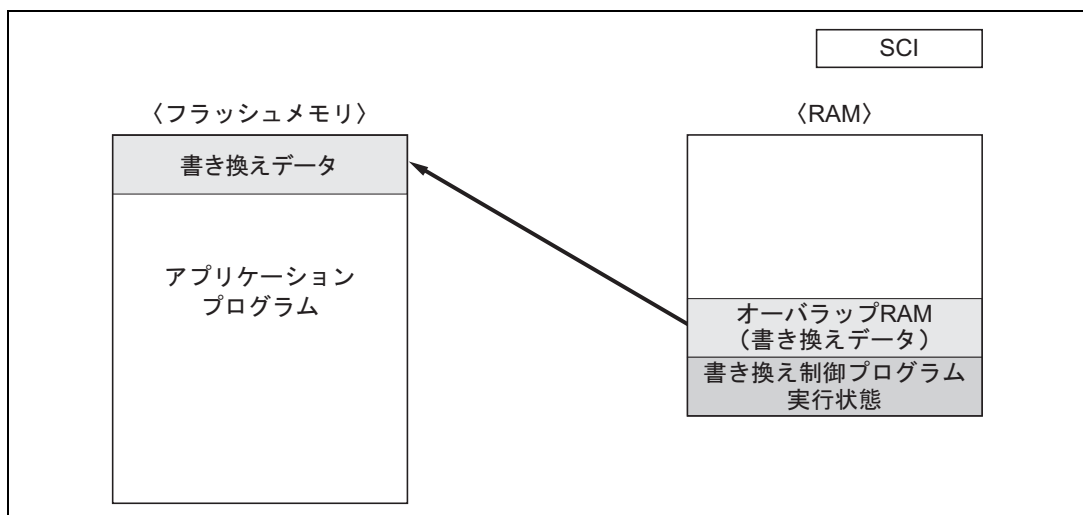 SCI
〈フラッシュメモリ〉
書き換えデータ
アプリケーション
プログラム
〈RAM〉
オーバラップRAM
（書き換えデータ）
書き換え制御プログラム
実行状態